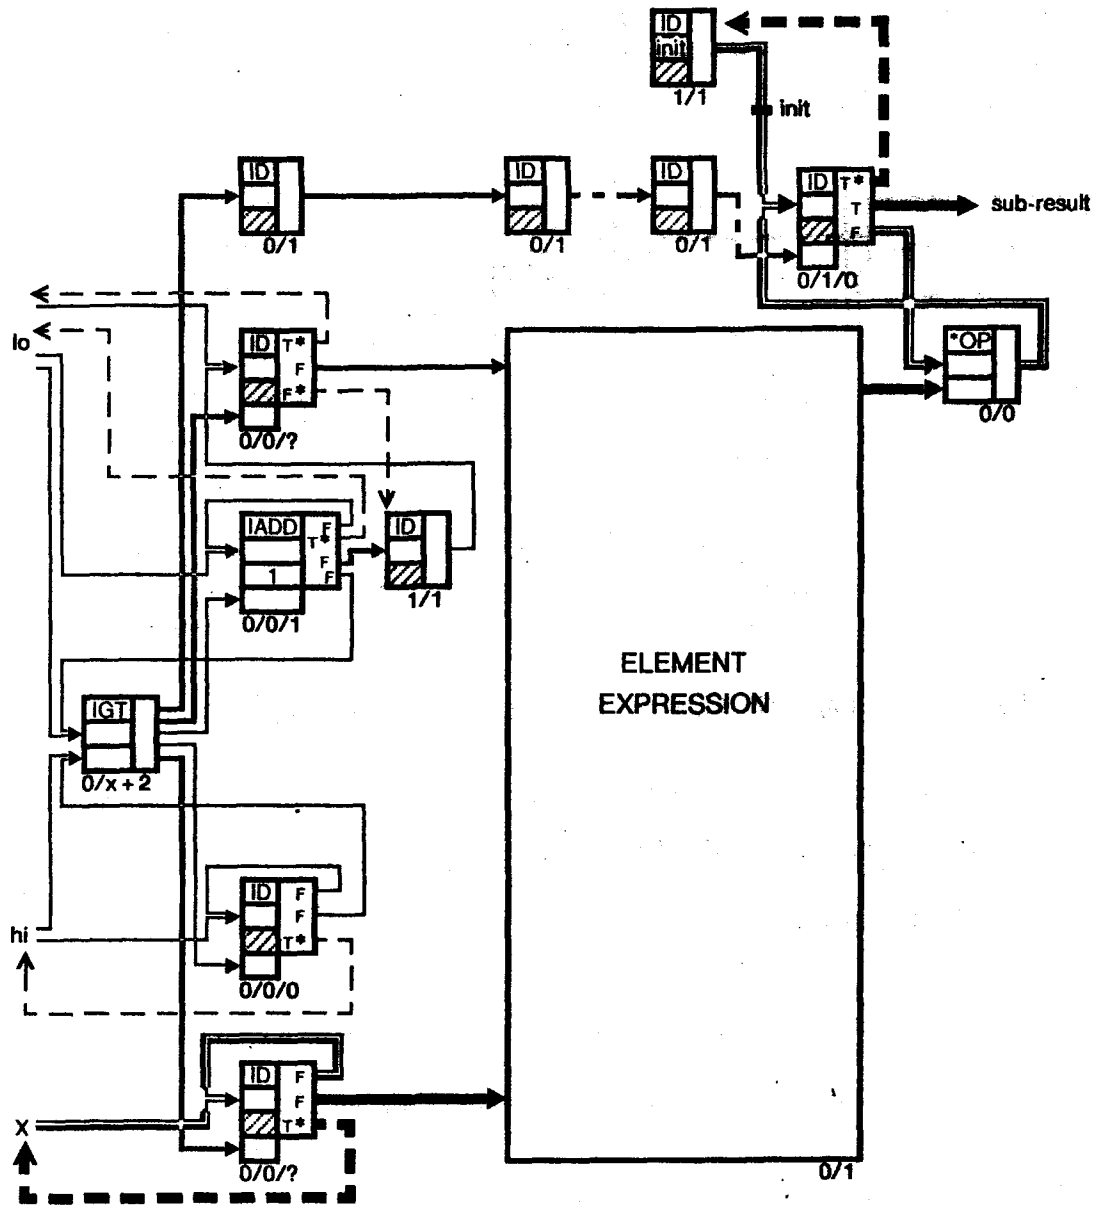 ID
init
1/1
init
ID
0/1
ID
0/1
ID
0/1
ID
T*
T
F
0/1/0
sub-result
lo
ID
T*
F
F*
0/0/?
*OP
0/0
IADD
F
T*
1
F
F
0/0/1
ID
1/1
ELEMENT
EXPRESSION
IGT
0/x+2
hi
ID
F
F
T*
0/0/0
x
ID
F
F
T*
0/0/?
0/1